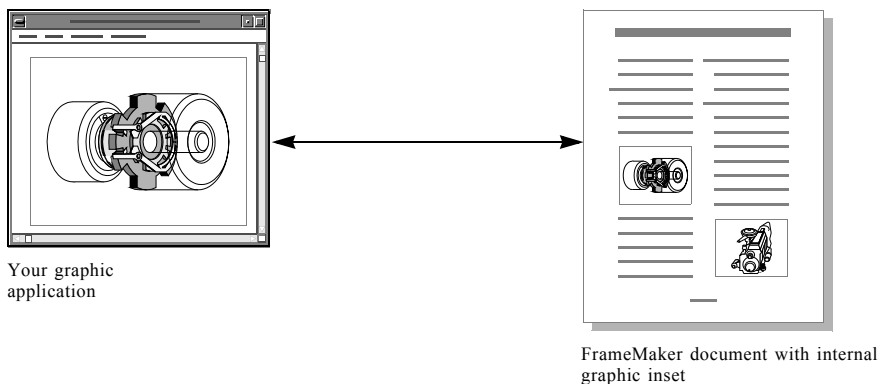 Your graphic
application
FrameMaker document with internal
graphic inset